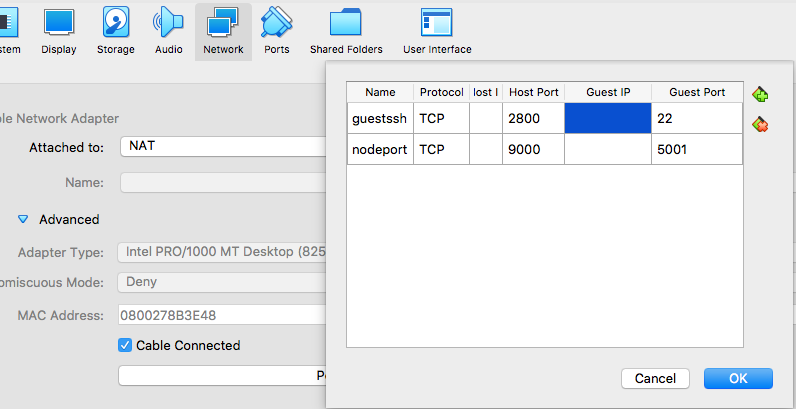 stem Display Storage Audio Network Ports Shared Folders User Interface
Name Protocol lost I Host Port Guest IP Guest Port
guestssh TCP 2800 22
nodeport TCP 9000 5001
ble Network Adapter
Attached to: NAT
Name:
Advanced
Adapter Type: Intel PRO/1000 MT Desktop (825
omiscuous Mode: Deny
MAC Address: 0800278B3E48
Cable Connected
Po
Cancel OK